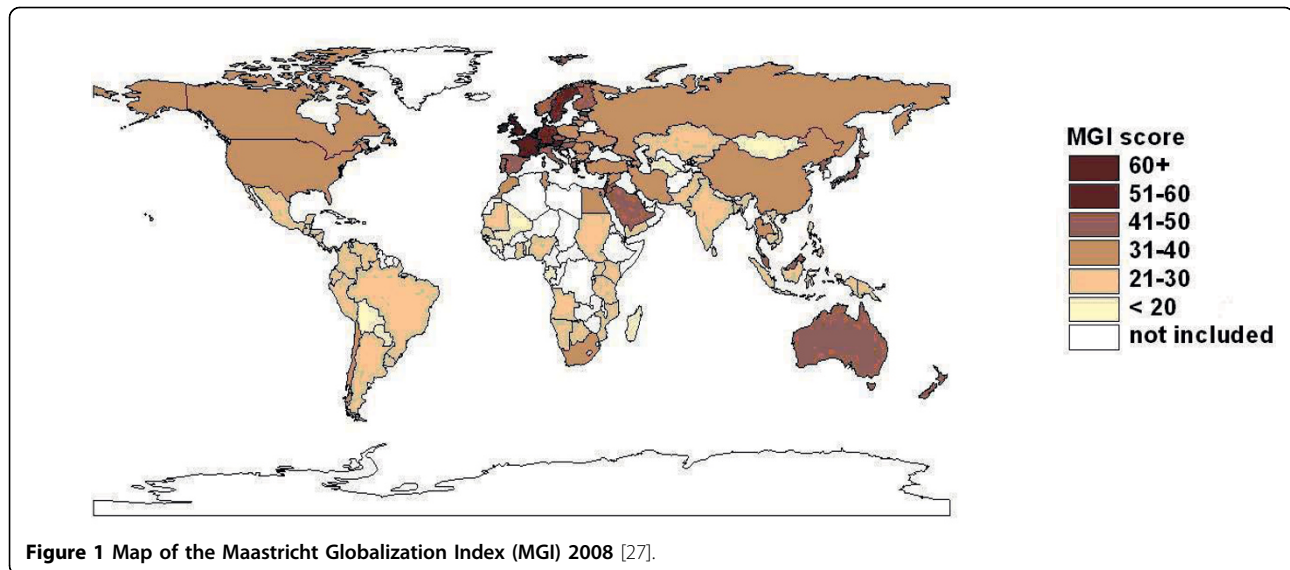 MGI score
60+
51-60
41-50
31-40
21-30
< 20
not included
Figure 1 Map of the Maastricht Globalization Index (MGI) 2008 [27].